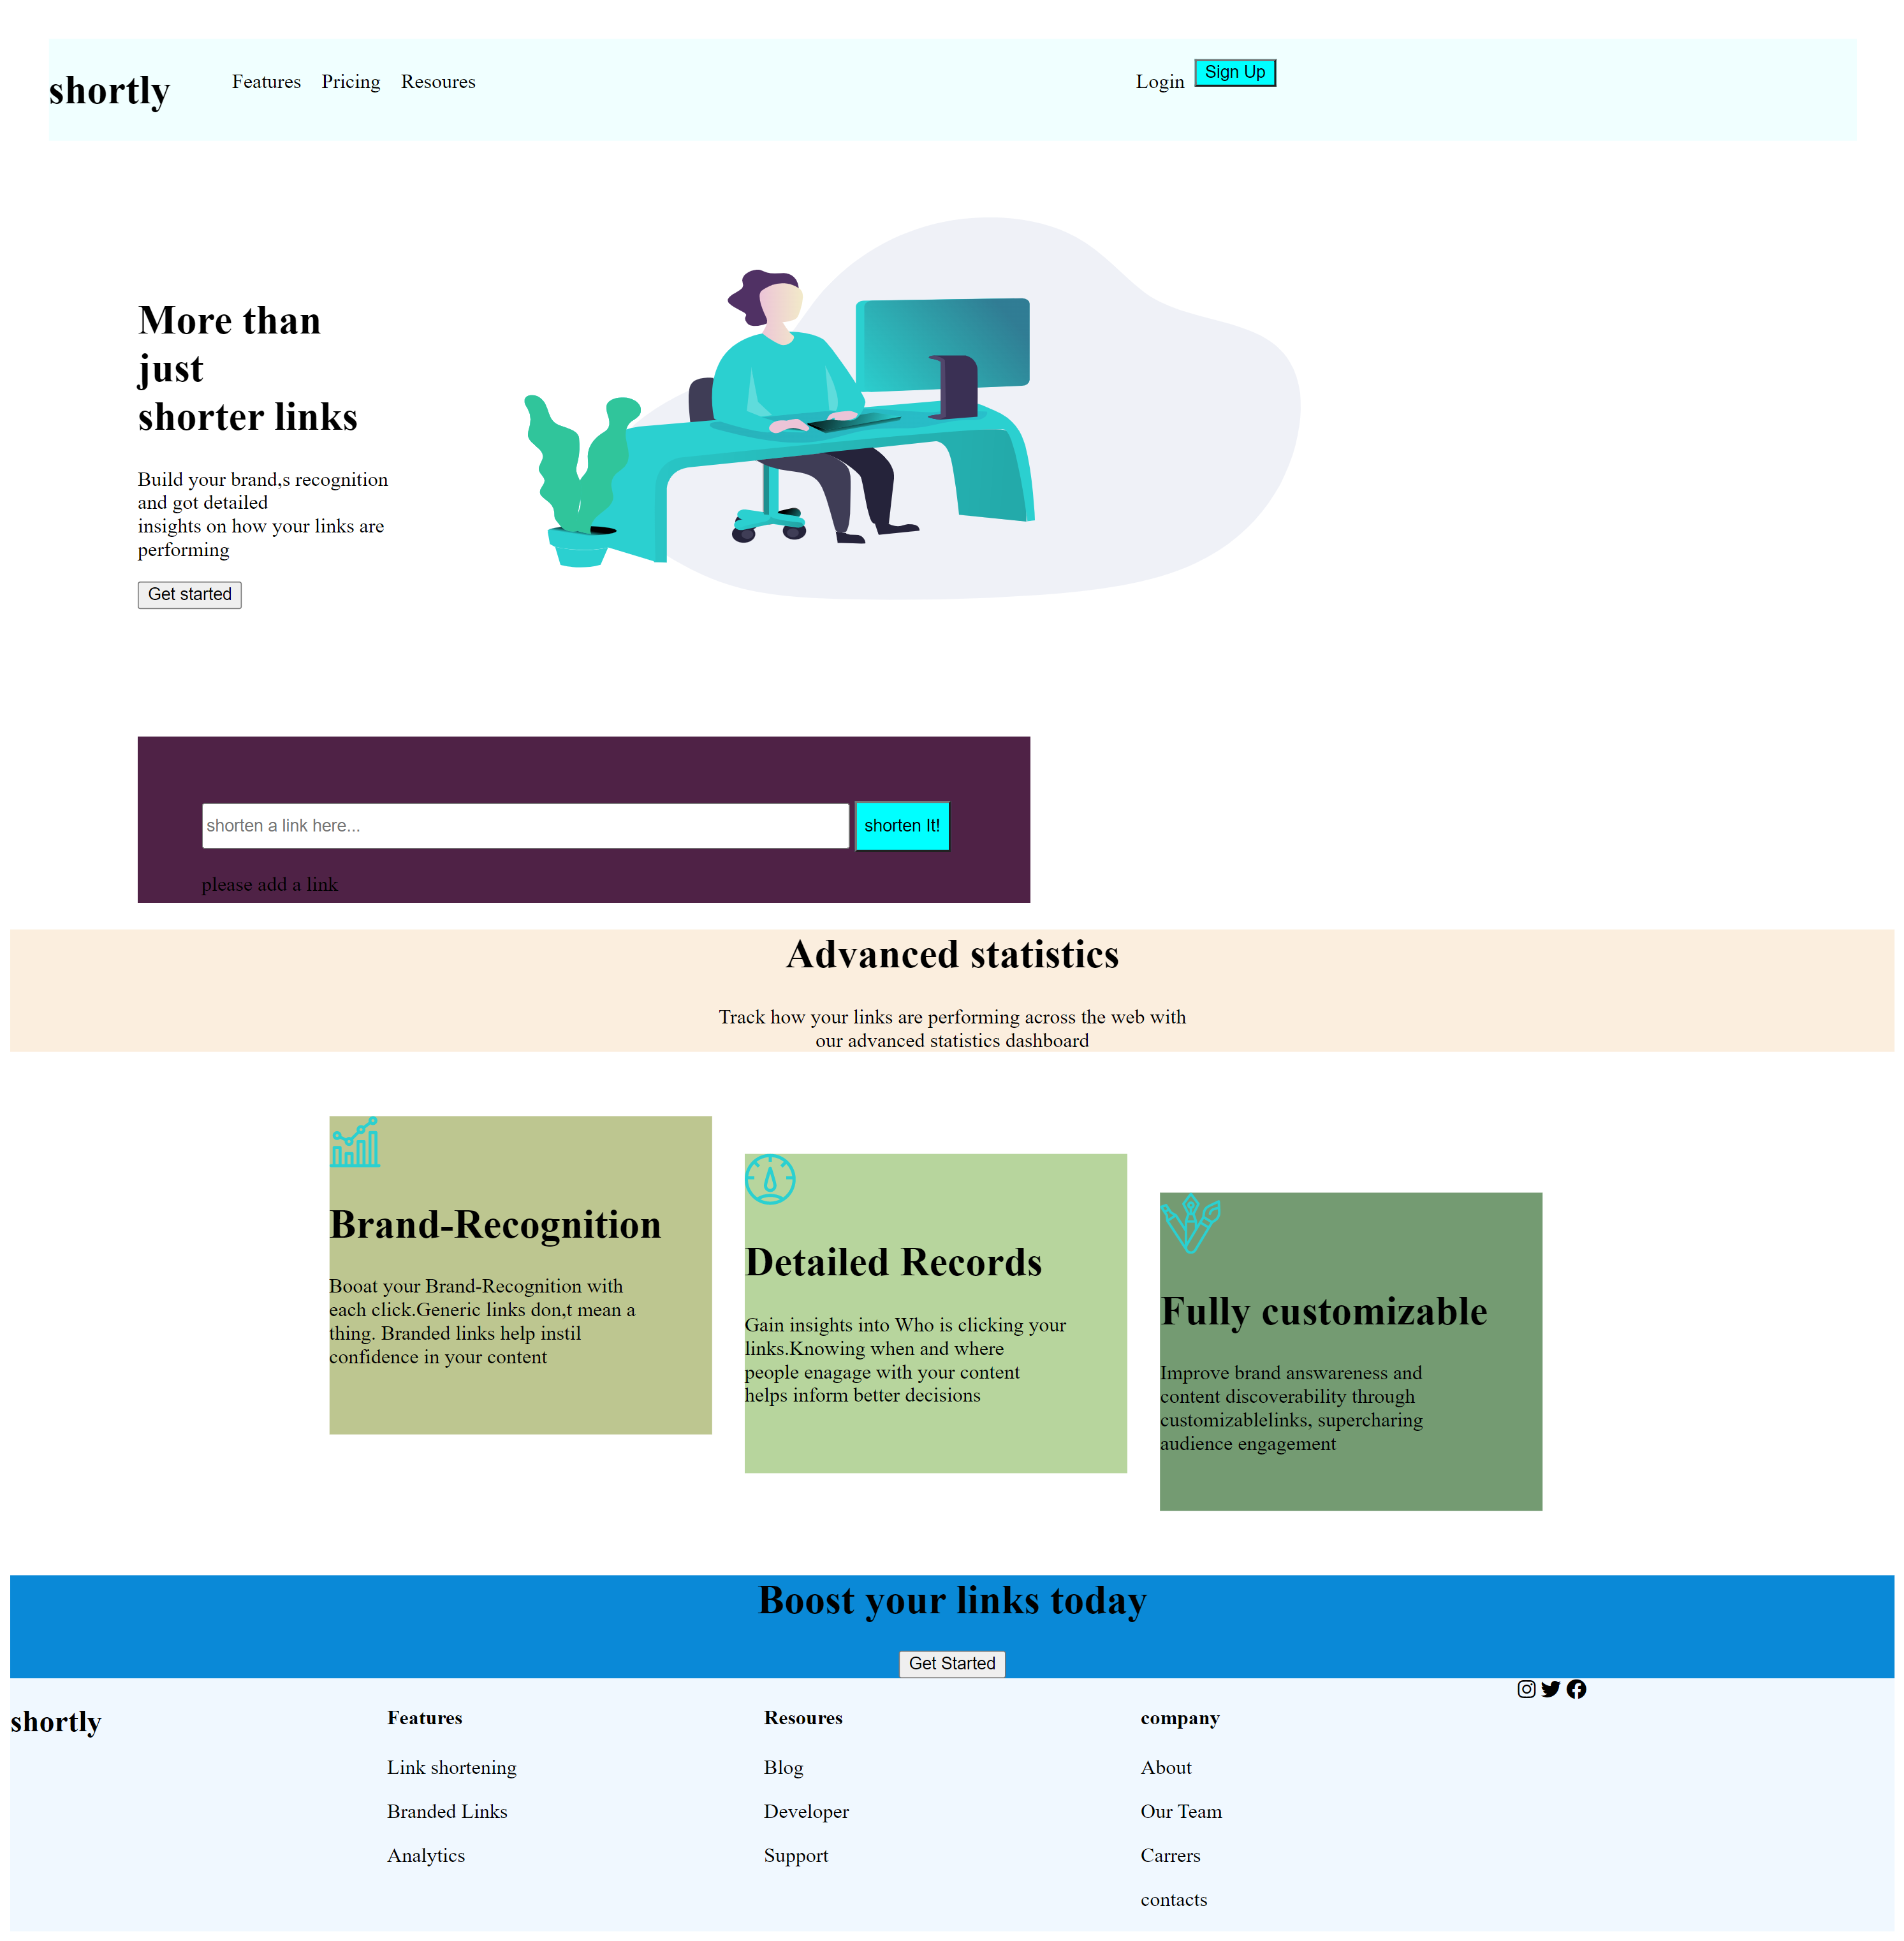 shortly
Features Pricing Resoures
Login Sign Up
More than
just
shorter links
Build your brand,s recognition
and got detailed
insights on how your links are
performing
Get started
shorten a link here...
shorten It!
please add a link
Advanced statistics
Track how your links are performing across the web with
our advanced statistics dashboard
Brand-Recognition
Booat your Brand-Recognition with
each click.Generic links don,t mean a
thing. Branded links help instil
confidence in your content
Detailed Records
Gain insights into Who is clicking your
links.Knowing when and where
people enagage with your content
helps inform better decisions
Fully customizable
Improve brand answareness and
content discoverability through
customizablelinks, supercharing
audience engagement
Boost your links today
Get Started
shortly
Features
Link shortening
Branded Links
Analytics
Resoures
Blog
Developer
Support
company
About
Our Team
Carrers
contacts